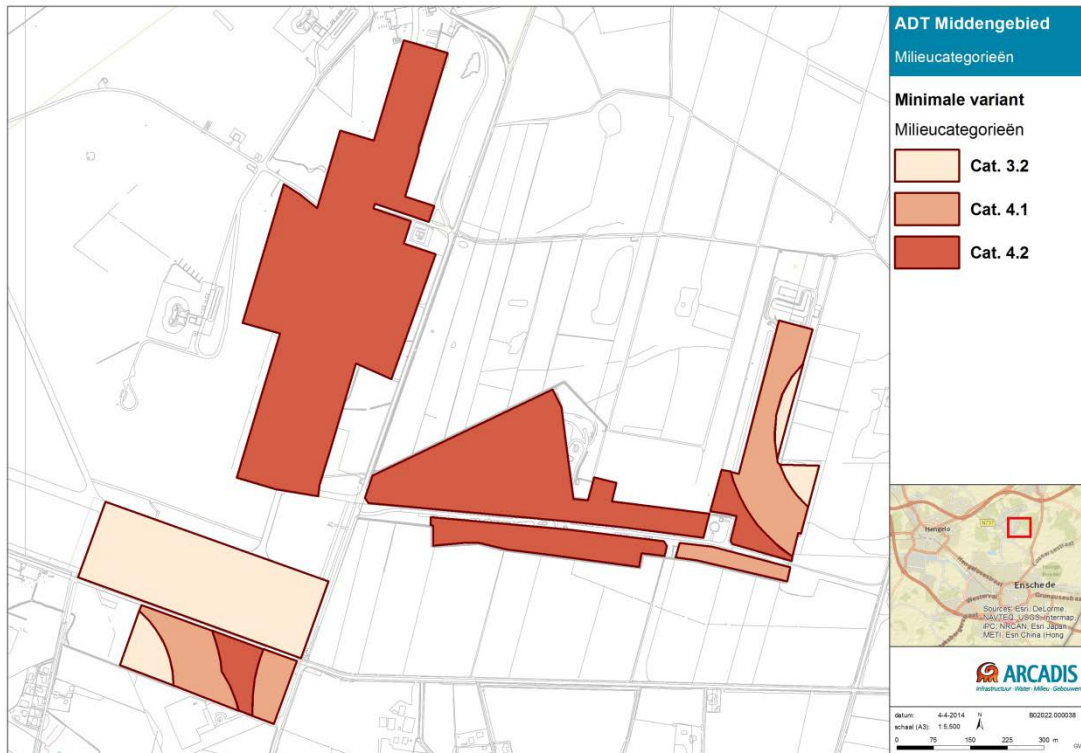 ADT Middengebied
Milieucategorieën
Minimale variant
Milieucategorieën
Cat. 3.2
Cat. 4.1
Cat. 4.2
Hengelo
N737
Enschede
Sources: Esri, DeLorme,
NAVTEQ, USGS, Intermap,
iPC, NRCAN, Esri Japan,
METI, Esri China (Hong
ARCADIS
Infrastructuur·Water·Milieu·Gebouwen
datum: 4-4-2014 N B02022.000038
schaal (A3): 1:5.500
0 75 150 225 300 m